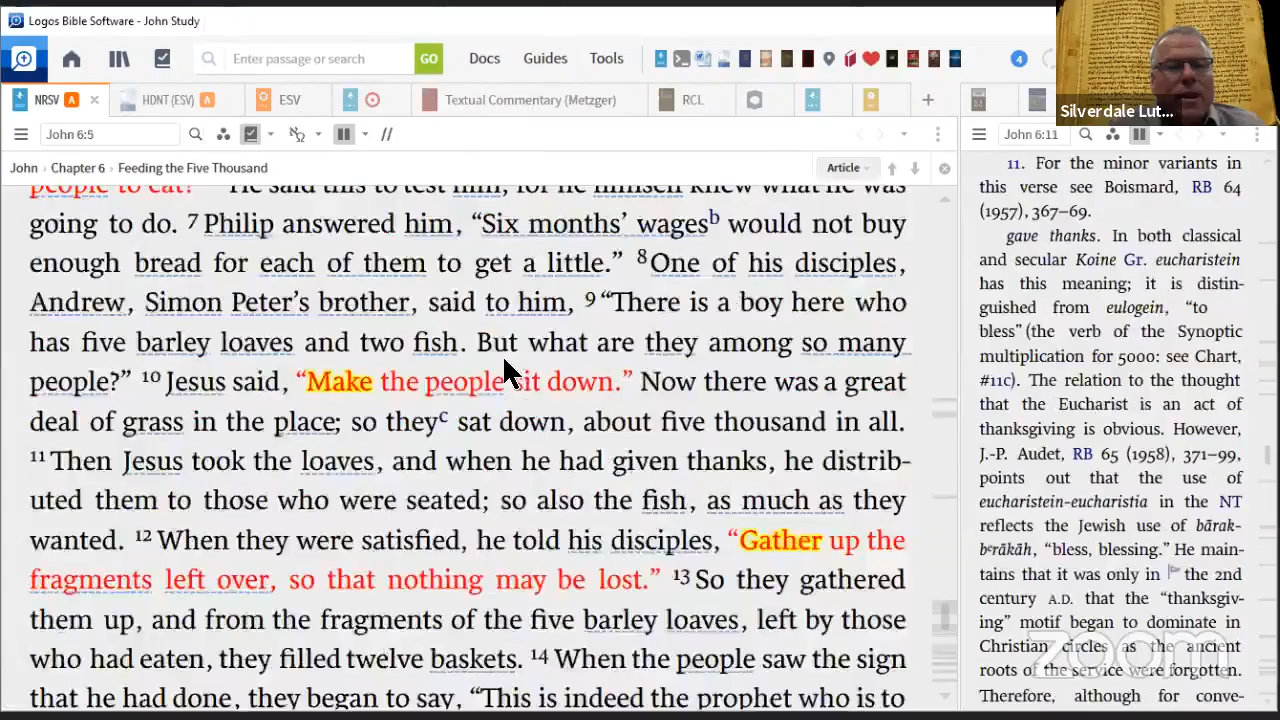 Logos Bible Software - John Study
Enter passage or search GO Docs Guides Tools 4
NRSV A HDNT (ESV) A ESV Textual Commentary (Metzger) RCL
Silverdale Lut...
John 6:5
John › Chapter 6 › Feeding the Five Thousand Article
people to eat?” He said this to test him, for he himself knew what he was
going to do. 7 Philip answered him, “Six months’ wagesb would not buy
enough bread for each of them to get a little.” 8 One of his disciples,
Andrew, Simon Peter’s brother, said to him, 9 “There is a boy here who
has five barley loaves and two fish. But what are they among so many
people?” 10 Jesus said, “Make the people sit down.” Now there was a great
deal of grass in the place; so theyc sat down, about five thousand in all.
11 Then Jesus took the loaves, and when he had given thanks, he distrib-
uted them to those who were seated; so also the fish, as much as they
wanted. 12 When they were satisfied, he told his disciples, “Gather up the
fragments left over, so that nothing may be lost.” 13 So they gathered
them up, and from the fragments of the five barley loaves, left by those
who had eaten, they filled twelve baskets. 14 When the people saw the sign
that he had done, they began to say, “This is indeed the prophet who is to
John 6:11
11. For the minor variants in
this verse see Boismard, RB 64
(1957), 367–69.
gave thanks. In both classical
and secular Koine Gr. eucharistein
has this meaning; it is distin-
guished from eulogein, “to
bless” (the verb of the Synoptic
multiplication for 5000: see Chart,
#11c). The relation to the thought
that the Eucharist is an act of
thanksgiving is obvious. However,
J.-P. Audet, RB 65 (1958), 371–99,
points out that the use of
eucharistein-eucharistia in the NT
reflects the Jewish use of bārak-
berākāh, “bless, blessing.” He main-
tains that it was only in the 2nd
century A.D. that the “thanksgiv-
ing” motif began to dominate in
Christian circles as the ancient
roots of the service were forgotten.
Therefore, although for conve-
zoom